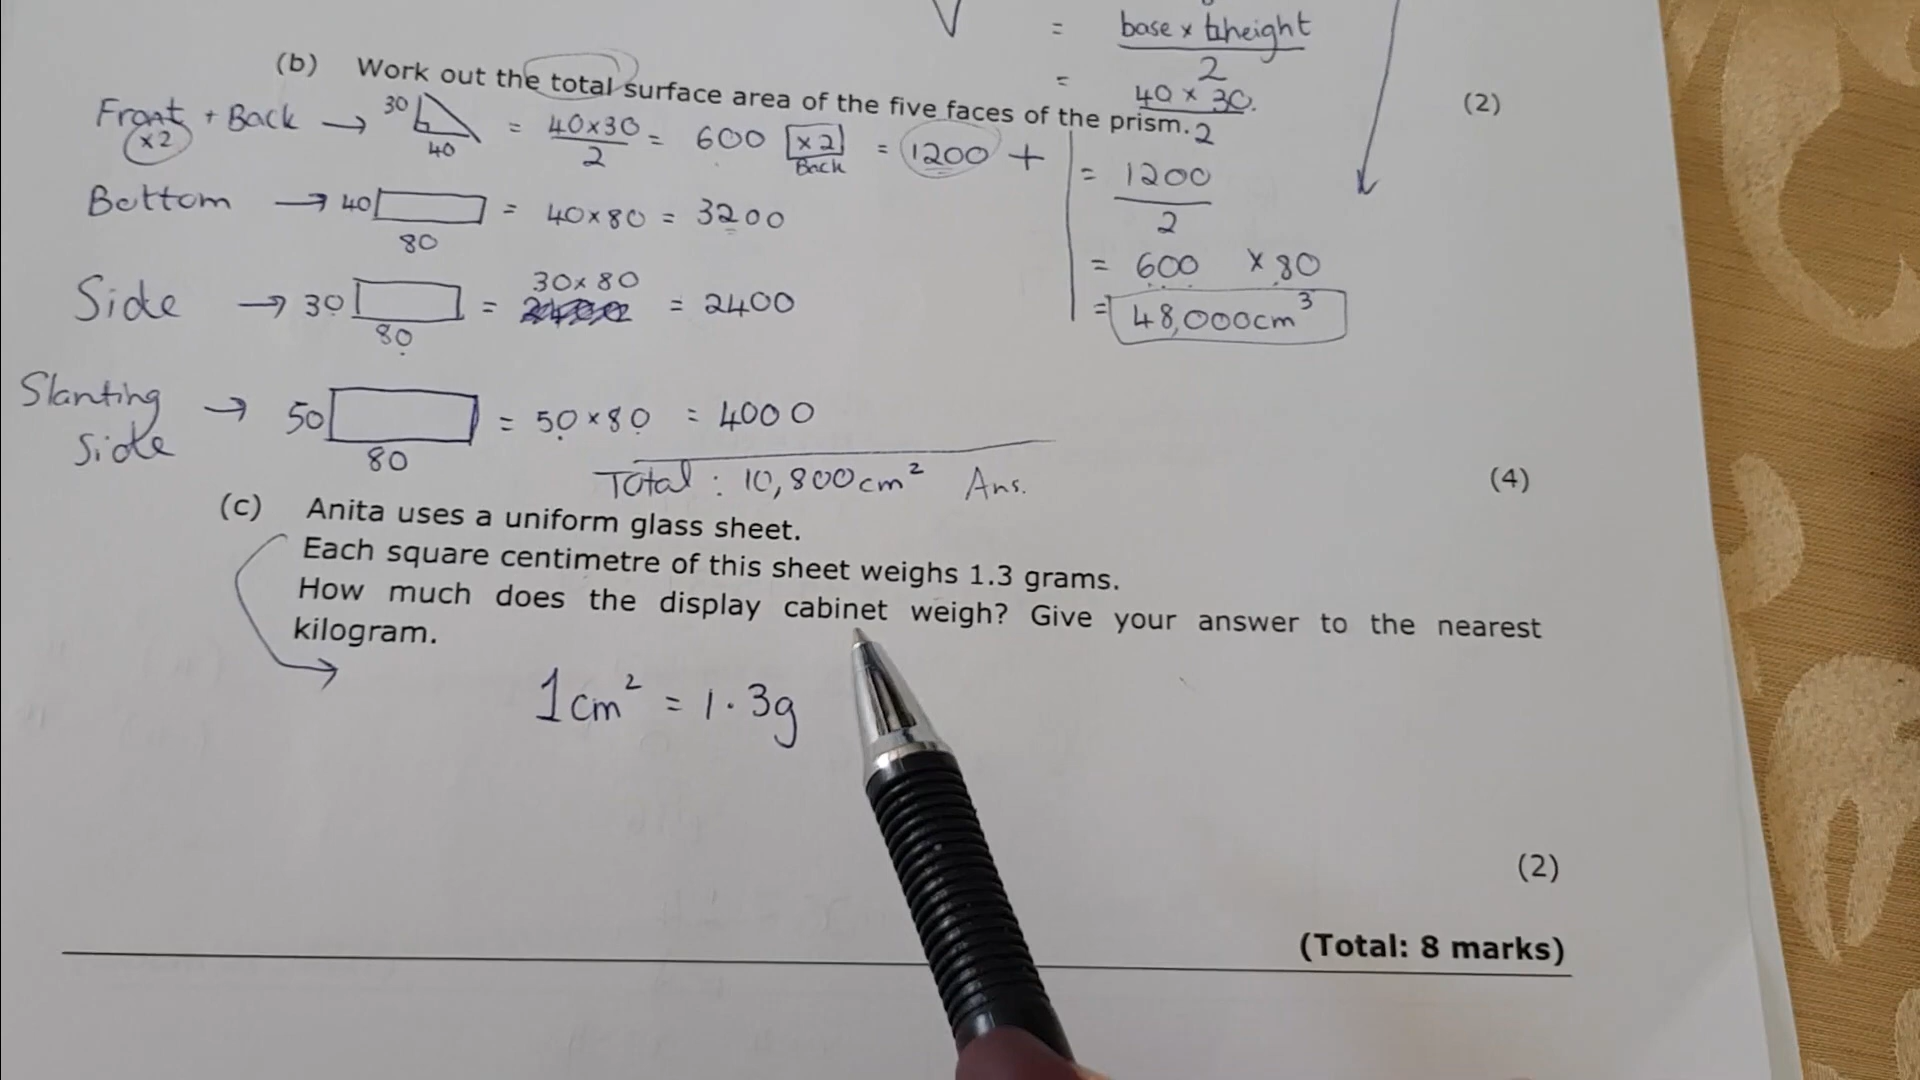 = base x height
2
= 40 x 30.
2
(b) Work out the total surface area of the five faces of the prism.
(2)
Front + Back → 30 40 = 40x30 = 600 x2 = 1200 +
x2
2
Back
= 1200
2
Bottom → 40 = 40x80 = 3200
80
= 600 x 80
30x80
Side → 30 = = 2400
80
= 48,000cm³
Slanting → 50 = 50x80 = 4000
side
80
Total : 10,800cm² Ans.
(4)
(c) Anita uses a uniform glass sheet.
Each square centimetre of this sheet weighs 1.3 grams.
How much does the display cabinet weigh? Give your answer to the nearest
kilogram.
1cm² = 1.3g
(2)
(Total: 8 marks)